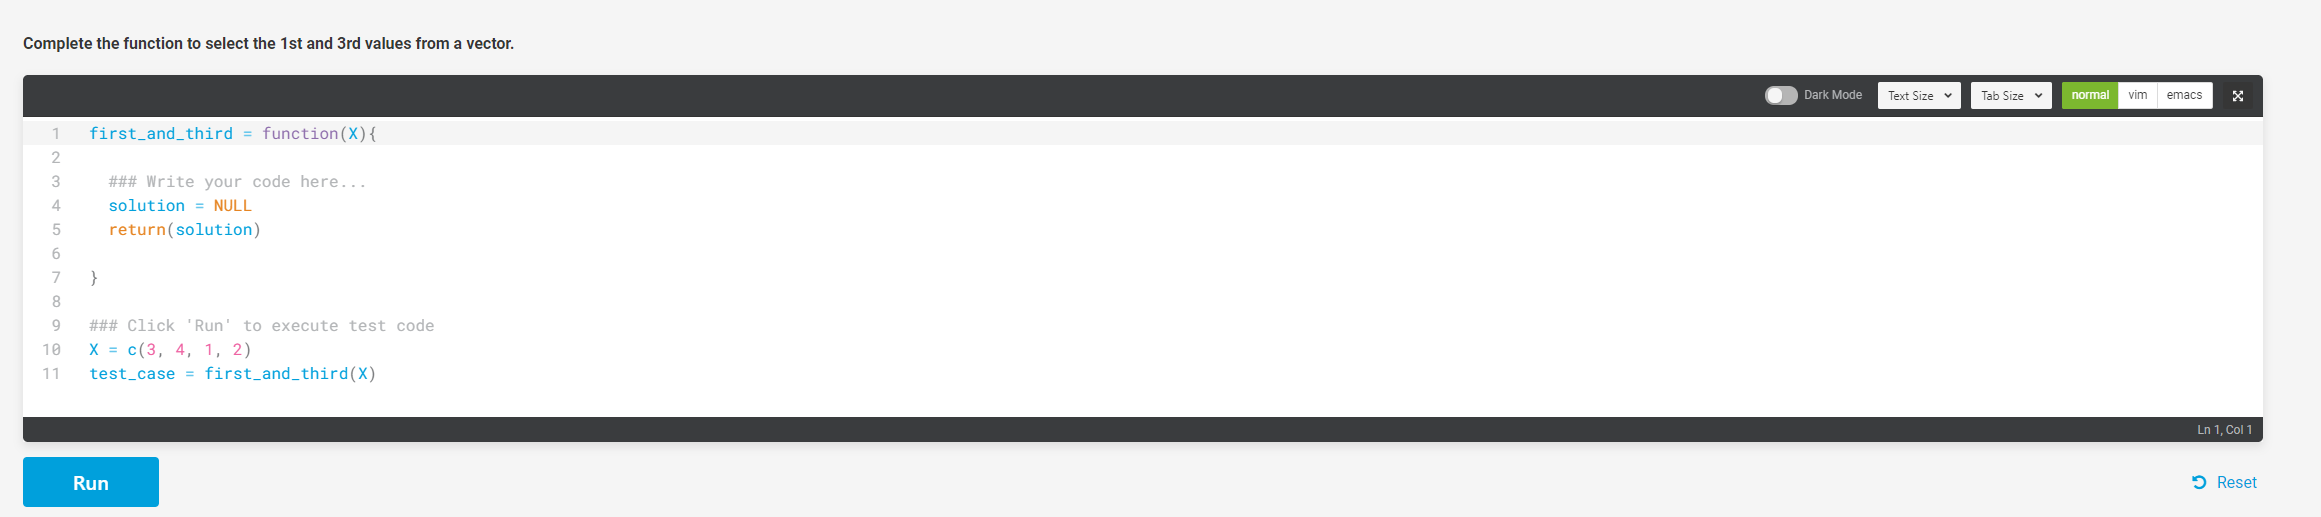 Complete the function to select the 1st and 3rd values from a vector.
Dark Mode Text Size Tab Size normal vim emacs
1 first_and_third = function(X){
2
3 ### Write your code here...
4 solution = NULL
5 return(solution)
6
7 }
8
9 ### Click 'Run' to execute test code
10 X = c(3, 4, 1, 2)
11 test_case = first_and_third(X)
Ln 1, Col 1
Run Reset